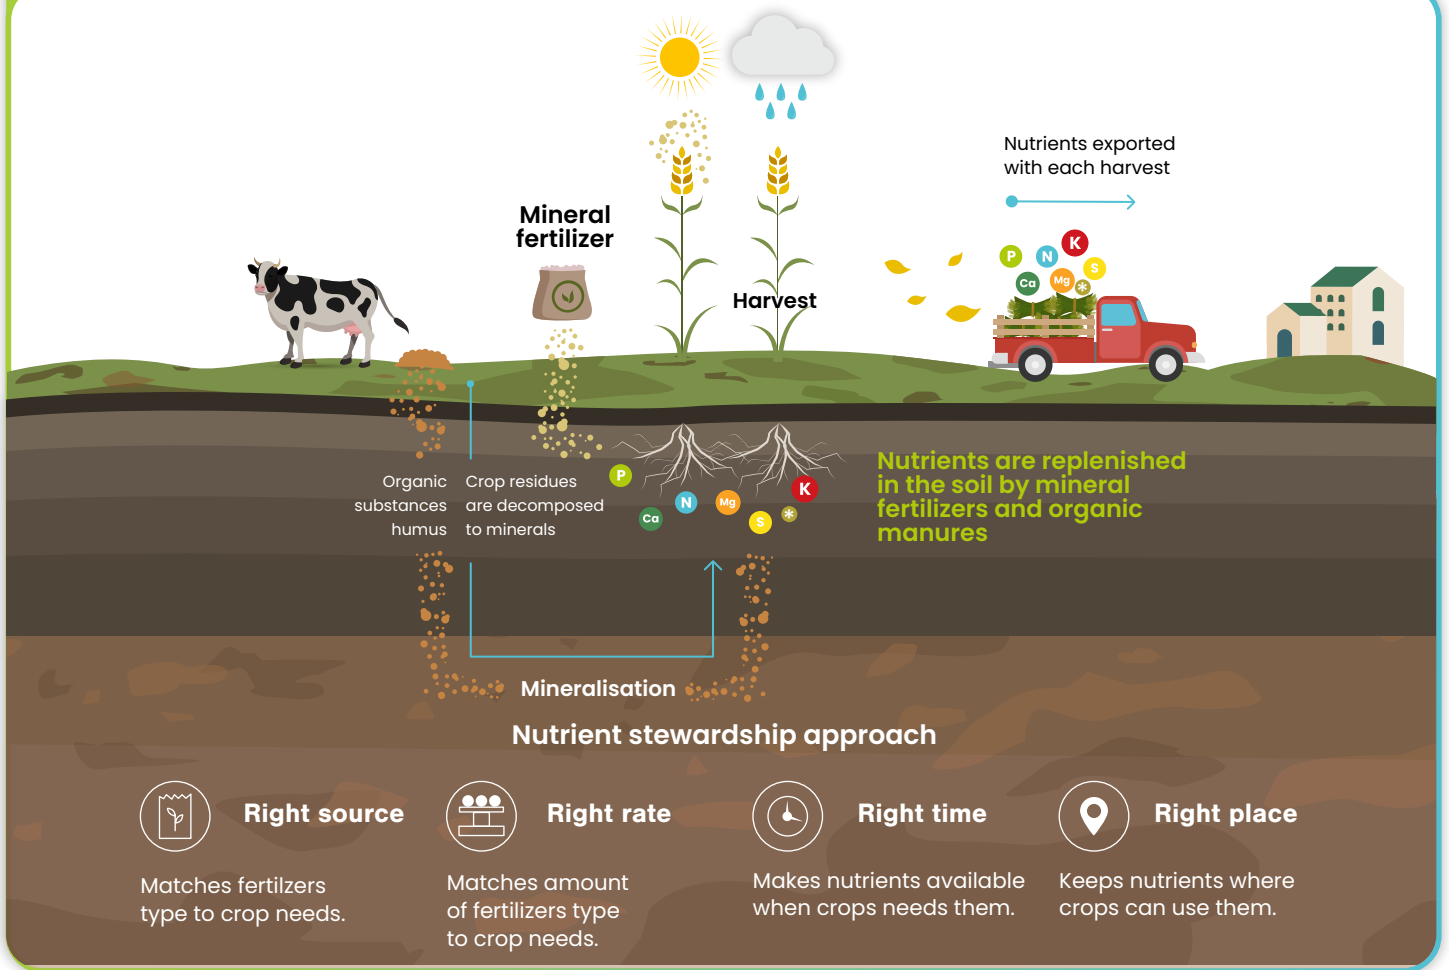 Nutrients exported
with each harvest
Mineral
fertilizer
Harvest
P
N
K
S
Ca
Mg
*
Organic
substances
humus
Crop residues
are decomposed
to minerals
P
Ca
N
Mg
S
*
K
Nutrients are replenished
in the soil by mineral
fertilizers and organic
manures
Mineralisation
Nutrient stewardship approach
Right source
Matches fertilzers
type to crop needs.
Right rate
Matches amount
of fertilizers type
to crop needs.
Right time
Makes nutrients available
when crops needs them.
Right place
Keeps nutrients where
crops can use them.